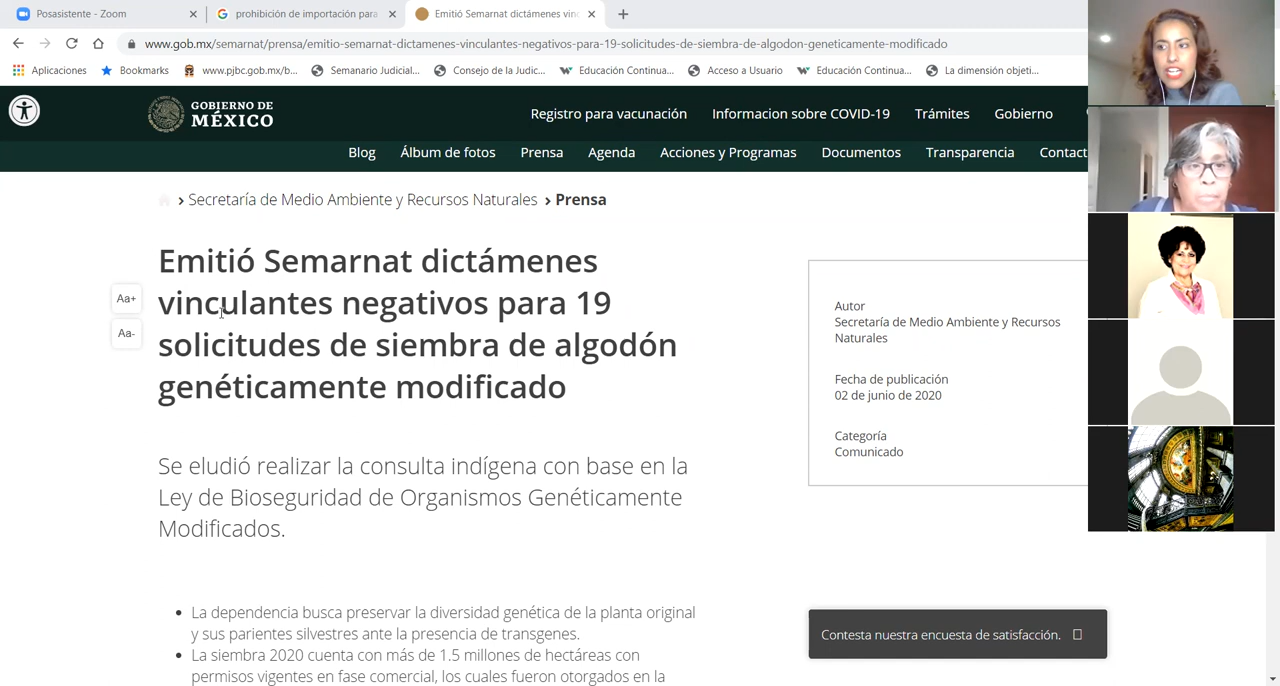 Posasistente - Zoom
prohibición de importación para
Emitió Semarnat dictámenes vinc
www.gob.mx/semarnat/prensa/emitio-semarnat-dictamenes-vinculantes-negativos-para-19-solicitudes-de-siembra-de-algodon-geneticamente-modificado
Aplicaciones
Bookmarks
www.pjbc.gob.mx/b...
Semanario Judicial...
Consejo de la Judic...
Educación Continua...
Acceso a Usuario
Educación Continua...
La dimensión objeti...
GOBIERNO DE
MÉXICO
Registro para vacunación
Informacion sobre COVID-19
Trámites
Gobierno
Blog
Álbum de fotos
Prensa
Agenda
Acciones y Programas
Documentos
Transparencia
Contact
> Secretaría de Medio Ambiente y Recursos Naturales > Prensa
Emitió Semarnat dictámenes
vinculantes negativos para 19
solicitudes de siembra de algodón
genéticamente modificado
Aa+
Aa-
Se eludió realizar la consulta indígena con base en la
Ley de Bioseguridad de Organismos Genéticamente
Modificados.
• La dependencia busca preservar la diversidad genética de la planta original
y sus parientes silvestres ante la presencia de transgenes.
• La siembra 2020 cuenta con más de 1.5 millones de hectáreas con
permisos vigentes en fase comercial, los cuales fueron otorgados en la
Autor
Secretaría de Medio Ambiente y Recursos
Naturales
Fecha de publicación
02 de junio de 2020
Categoría
Comunicado
Contesta nuestra encuesta de satisfacción.